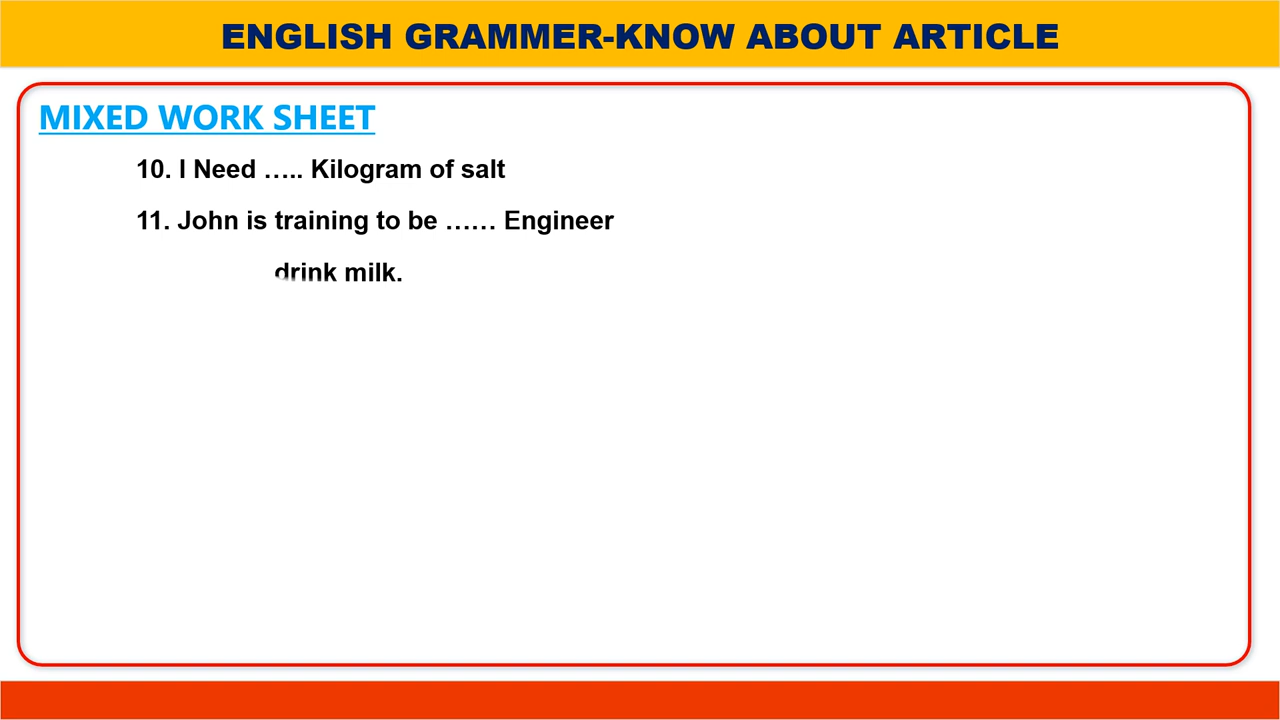 ENGLISH GRAMMER-KNOW ABOUT ARTICLE
MIXED WORK SHEET
10. I Need ….. Kilogram of salt
11. John is training to be …… Engineer
drink milk.